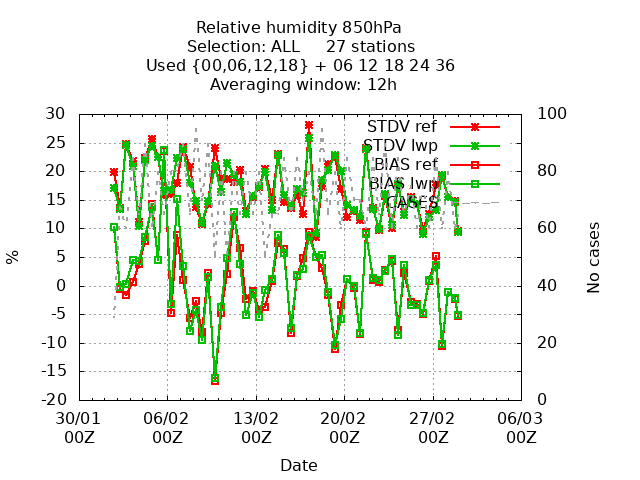 Relative humidity 850hPa
Selection: ALL     27 stations
Used {00,06,12,18} + 06 12 18 24 36
Averaging window: 12h
STDV ref
STDV lwp
BIAS ref
BIAS lwp
CASES
30
25
20
15
10
5
0
-5
-10
-15
-20
%
100
80
60
40
20
0
No cases
30/01 06/02 13/02 20/02 27/02 06/03
00Z 00Z 00Z 00Z 00Z 00Z
Date